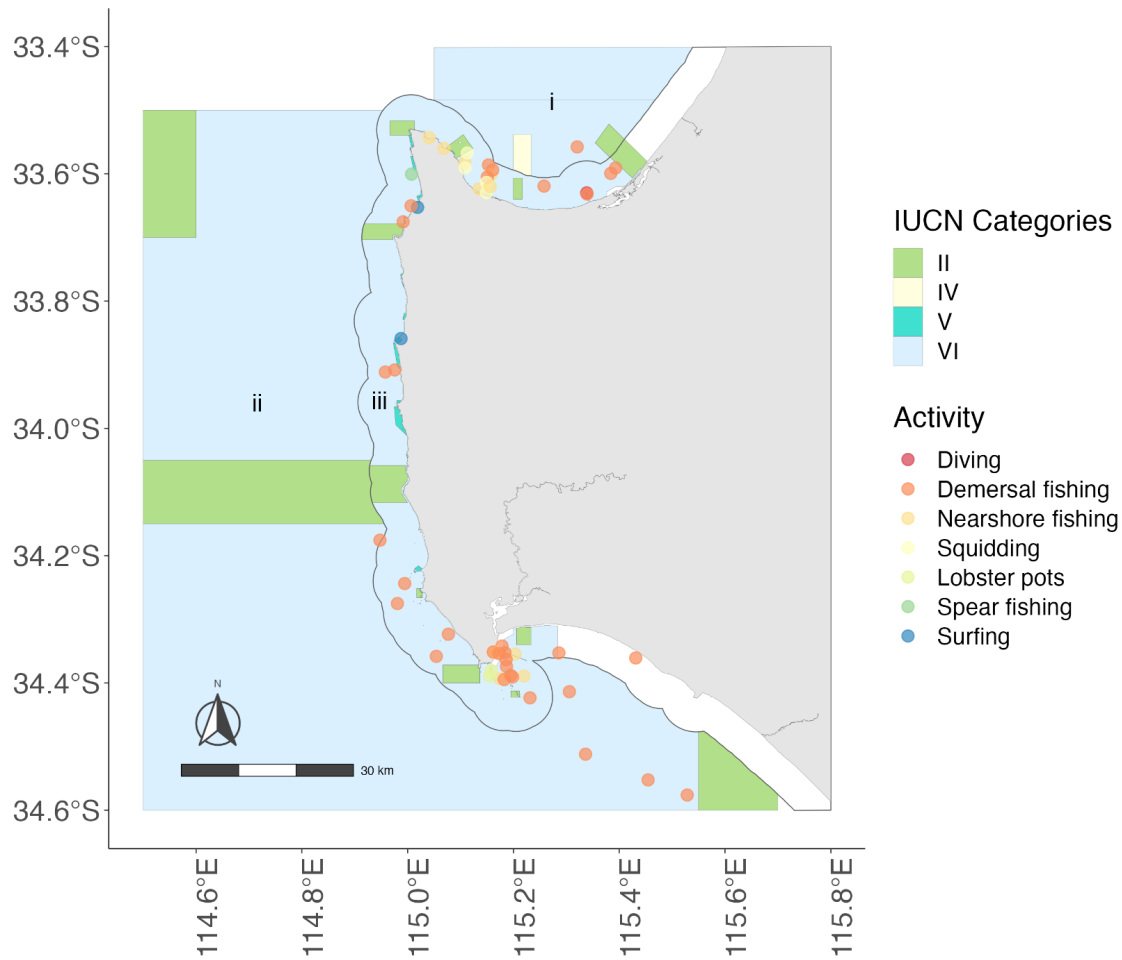 33.4°S
33.6°S
33.8°S
34.0°S
34.2°S
34.4°S
34.6°S
i
ii
iii
N
30 km
114.6°E
114.8°E
115.0°E
115.2°E
115.4°E
115.6°E
115.8°E
IUCN Categories
II
IV
V
VI
Activity
Diving
Demersal fishing
Nearshore fishing
Squidding
Lobster pots
Spear fishing
Surfing